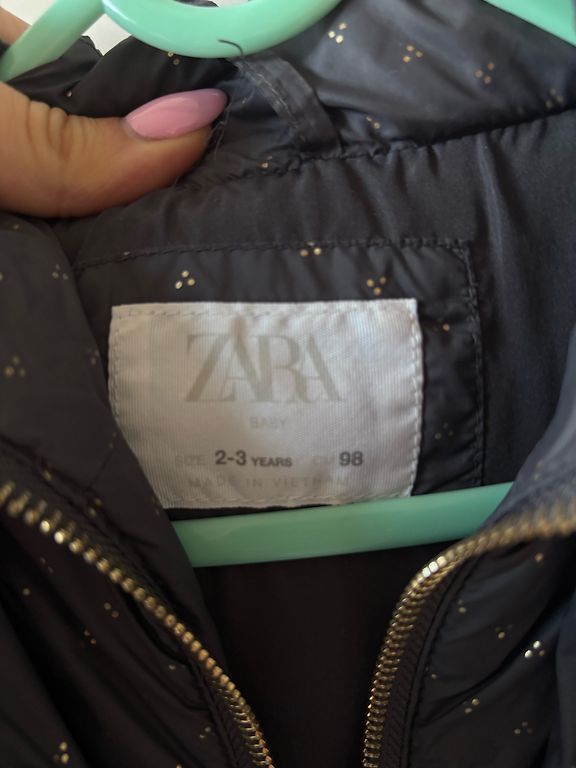 ZARA
BABY
SIZE 2-3 YEARS CM 98
MADE IN VIETNAM